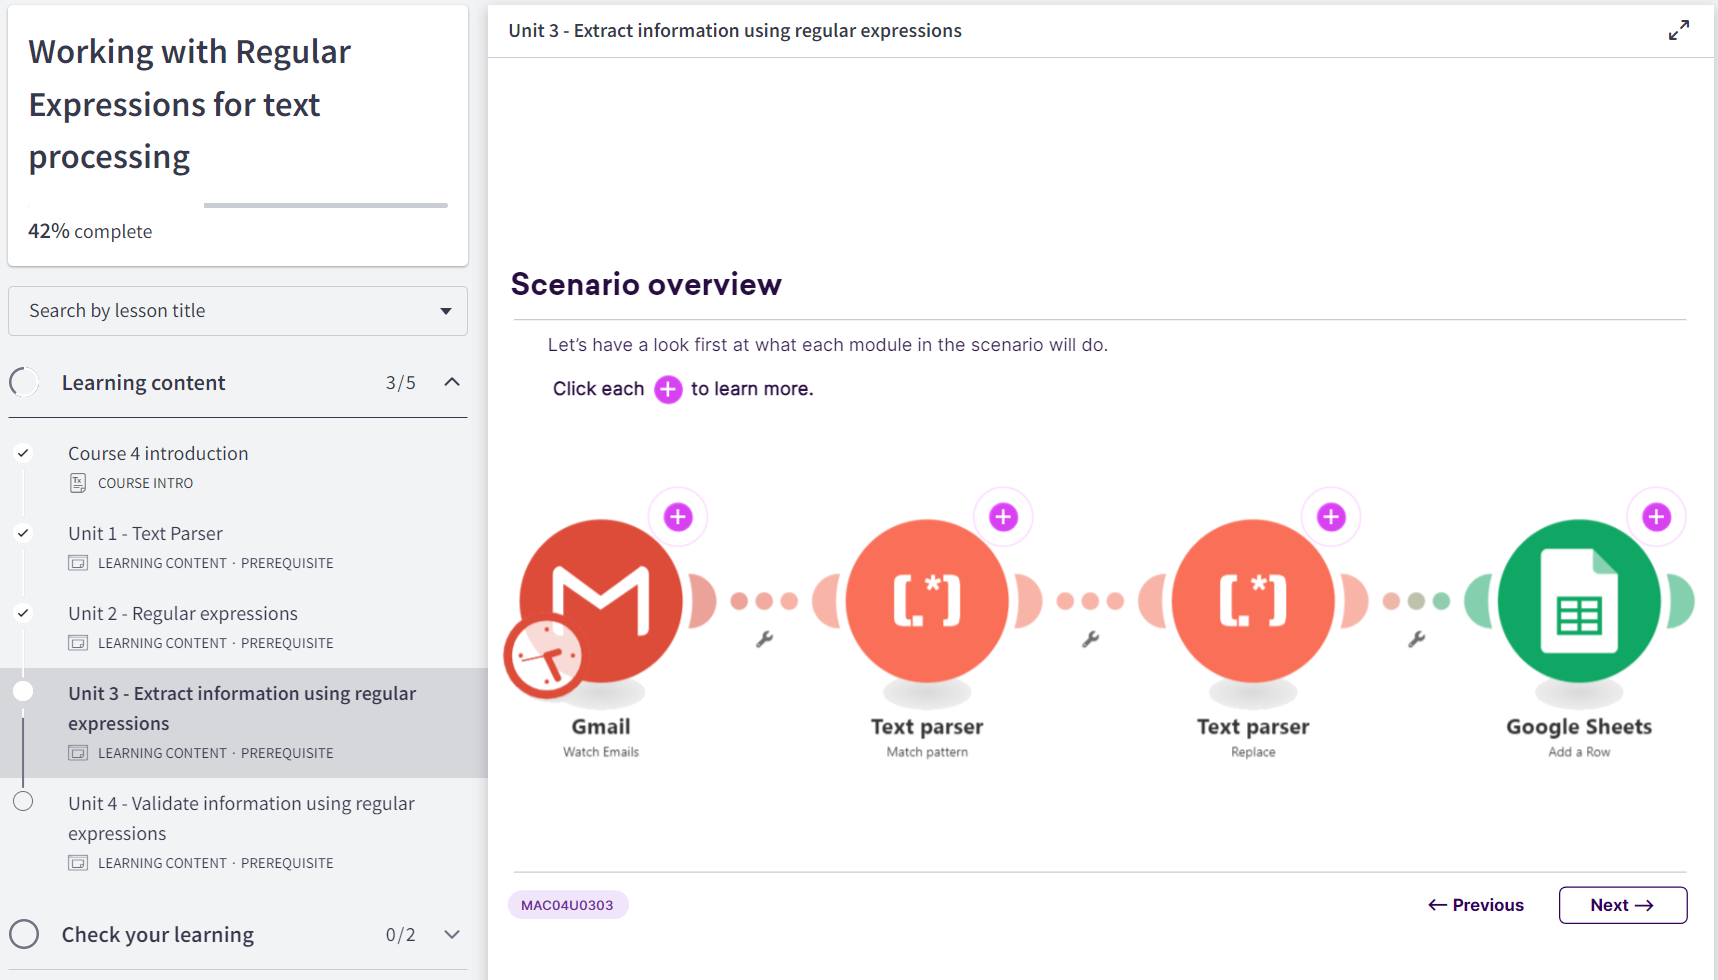 Working with Regular
Expressions for text
processing
42% complete
Search by lesson title
Learning content 3/5
Course 4 introduction
COURSE INTRO
Unit 1 - Text Parser
LEARNING CONTENT · PREREQUISITE
Unit 2 - Regular expressions
LEARNING CONTENT · PREREQUISITE
Unit 3 - Extract information using regular
expressions
LEARNING CONTENT · PREREQUISITE
Unit 4 - Validate information using regular
expressions
LEARNING CONTENT · PREREQUISITE
Check your learning 0/2
Unit 3 - Extract information using regular expressions
Scenario overview
Let’s have a look first at what each module in the scenario will do.
Click each + to learn more.
Gmail
Watch Emails
Text parser
Match pattern
Text parser
Replace
Google Sheets
Add a Row
MAC04U0303
← Previous
Next →